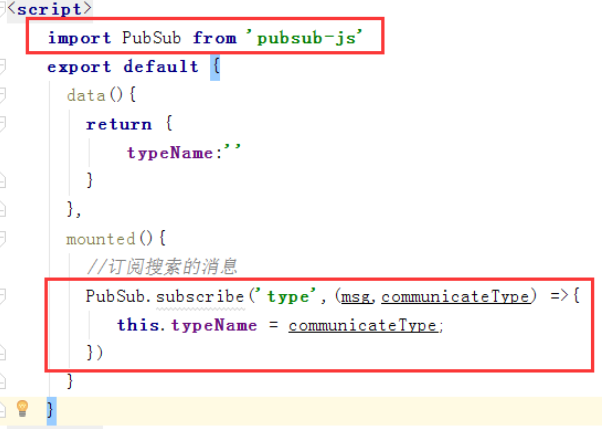 <script>
import PubSub from 'pubsub-js'
export default {
data(){
return {
typeName:''
}
},
mounted(){
//订阅搜索的消息
PubSub.subscribe('type',(msg,communicateType) =>{
this.typeName = communicateType;
})
}
}